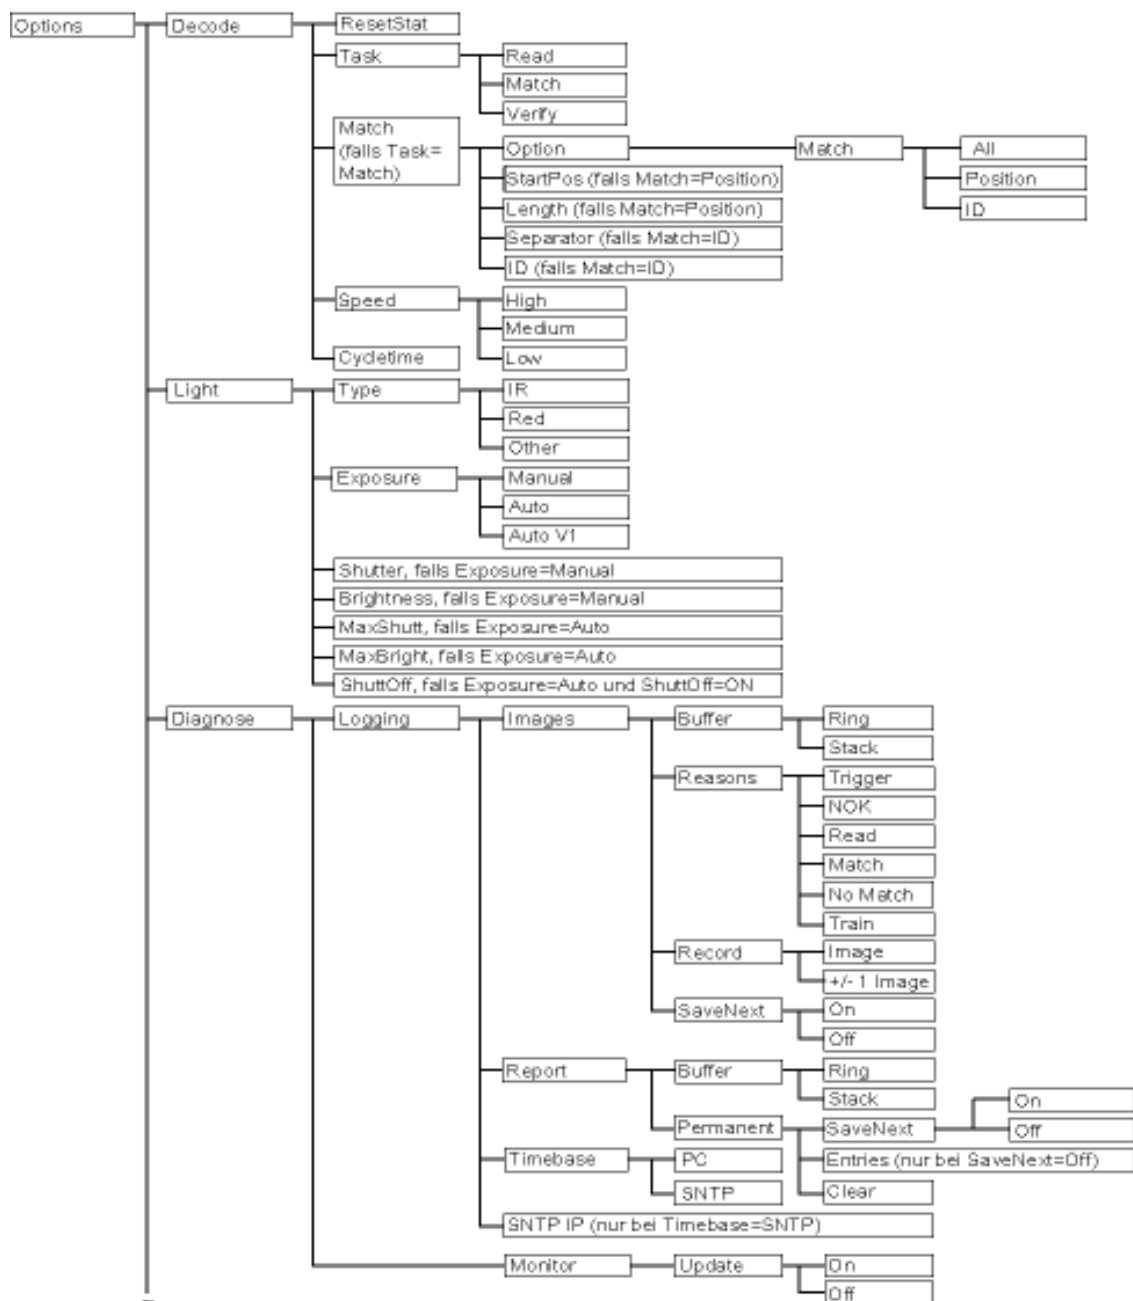 Options
Decode
ResetStat
Task
Read
Match
Verify
Match
(falls Task=
Match)
Option
Match
All
Position
ID
StartPos (falls Match=Position)
Length (falls Match=Position)
Separator (falls Match=ID)
ID (falls Match=ID)
Speed
High
Medium
Low
Cycletime
Light
Type
IR
Red
Other
Exposure
Manual
Auto
Auto V1
Shutter, falls Exposure=Manual
Brightness, falls Exposure=Manual
MaxShutt, falls Exposure=Auto
MaxBright, falls Exposure=Auto
ShuttOff, falls Exposure=Auto und ShuttOff=ON
Diagnose
Logging
Images
Buffer
Ring
Stack
Reasons
Trigger
NOK
Read
Match
No Match
Train
Record
Image
+/- 1 Image
SaveNext
On
Off
Report
Buffer
Ring
Stack
Permanent
SaveNext
On
Off
Entries (nur bei SaveNext=Off)
Clear
Timebase
PC
SNTP
SNTP IP (nur bei Timebase=SNTP)
Monitor
Update
On
Off